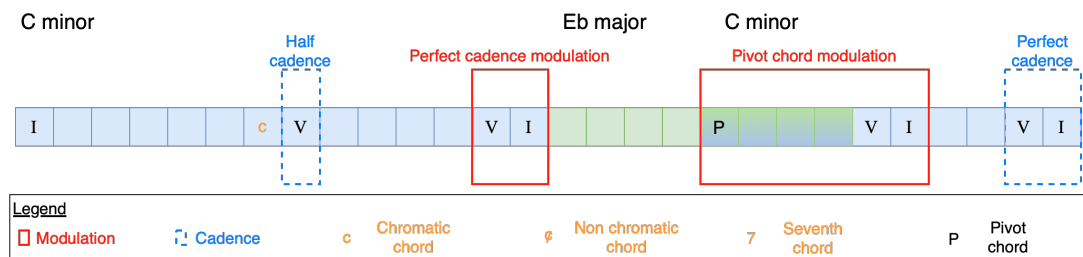 C minor
Eb major
C minor
Half
cadence
Perfect cadence modulation
Pivot chord modulation
Perfect
cadence
I
c
V
V
I
P
V
I
V
I
Legend
Modulation
Cadence
c
Chromatic
chord
¢
Non chromatic
chord
7
Seventh
chord
P
Pivot
chord